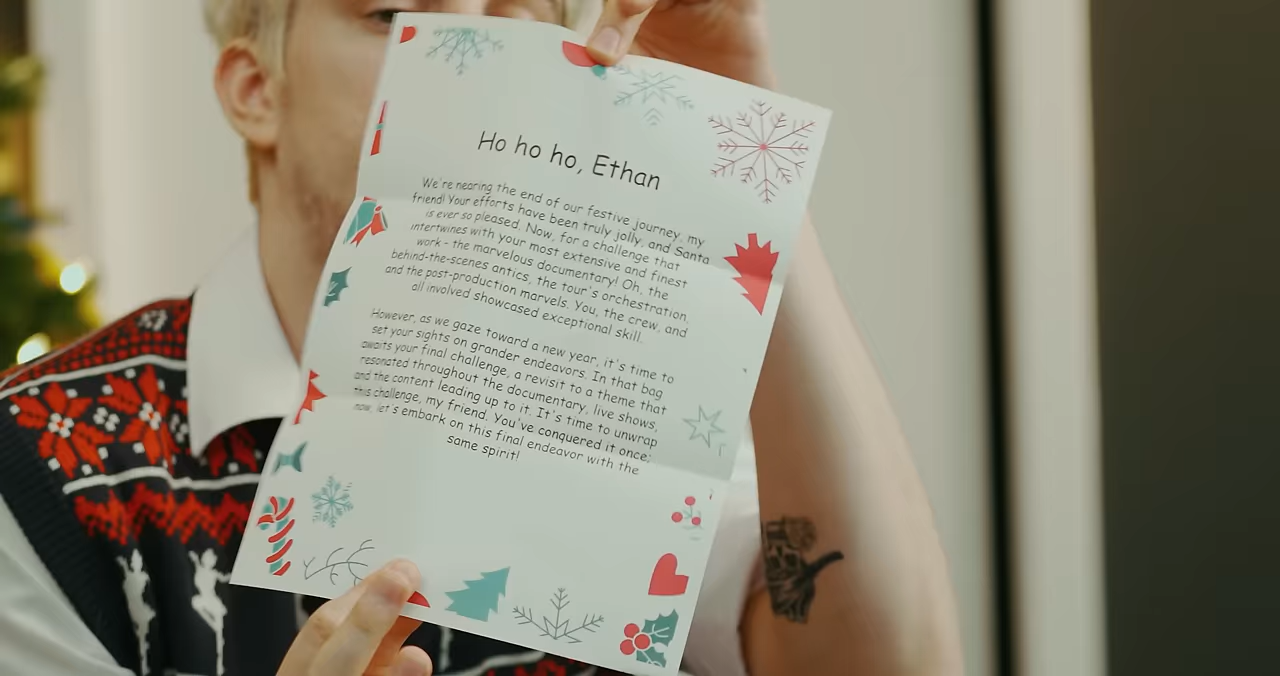 Ho ho ho, Ethan
We're nearing the end of our festive journey, my
friend! Your efforts have been truly jolly, and Santa
is ever so pleased. Now, for a challenge that
intertwines with your most extensive and finest
work - the marvelous documentary! Oh, the
behind-the-scenes antics, the tour's orchestration,
and the post-production marvels. You, the crew, and
all involved showcased exceptional skill.
However, as we gaze toward a new year, it's time to
set your sights on grander endeavors. In that bag
awaits your final challenge, a revisit to a theme that
resonated throughout the documentary, live shows,
and the content leading up to it. It's time to unwrap
this challenge, my friend. You've conquered it once;
now, let's embark on this final endeavor with the
same spirit!